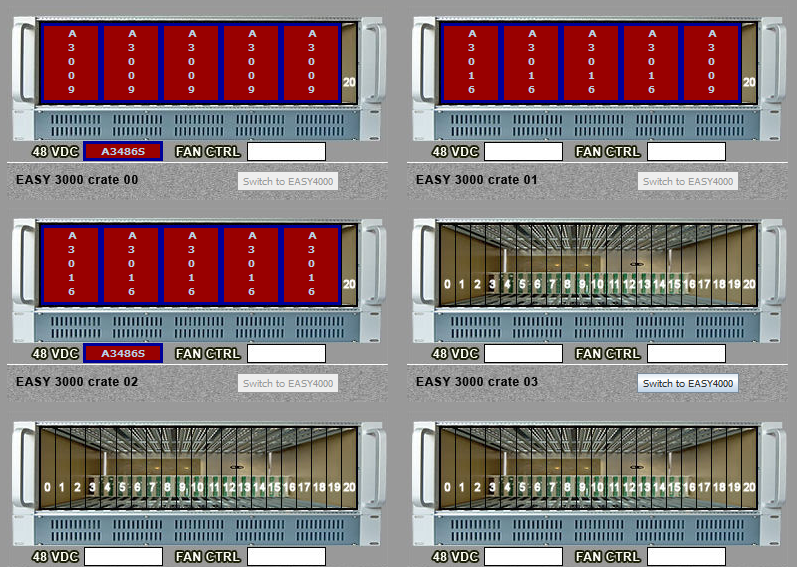 A3009
A3009
A3009
A3009
A3009
20
48 VDC A3486S FAN CTRL
EASY 3000 crate 00
Switch to EASY4000
A3016
A3016
A3016
A3016
A3009
20
48 VDC FAN CTRL
EASY 3000 crate 01
Switch to EASY4000
A3016
A3016
A3016
A3016
A3016
20
48 VDC A3486S FAN CTRL
EASY 3000 crate 02
Switch to EASY4000
0 1 2 3 4 5 6 7 8 9 10 11 12 13 14 15 16 17 18 19 20
48 VDC FAN CTRL
EASY 3000 crate 03
Switch to EASY4000
0 1 2 3 4 5 6 7 8 9 10 11 12 13 14 15 16 17 18 19 20
48 VDC FAN CTRL
0 1 2 3 4 5 6 7 8 9 10 11 12 13 14 15 16 17 18 19 20
48 VDC FAN CTRL